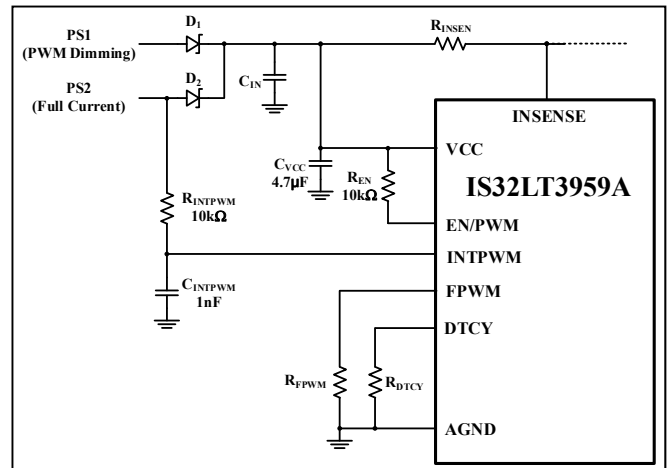 PS1
(PWM Dimming)
D1
RINSEN
PS2
(Full Current)
D2
CIN
INSENSE
VCC
CVCC
4.7µF
REN
10kΩ
IS32LT3959A
RINTPWM
10kΩ
EN/PWM
INTPWM
CINTPWM
1nF
FPWM
DTCY
RFPWM
RDTCY
AGND